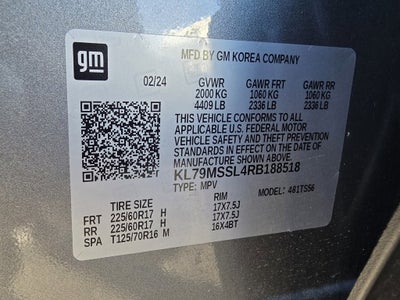 gm
MFD BY GM KOREA COMPANY
02/24 GVWR GAWR FRT GAWR RR
2000 KG 1060 KG 1060 KG
4409 LB 2336 LB 2336 LB
THIS VEHICLE CONFORMS TO ALL
APPLICABLE U.S. FEDERAL MOTOR
VEHICLE SAFETY AND THEFT PREVENTION
STANDARDS IN EFFECT ON THE DATE OF
MANUFACTURE SHOWN ABOVE.
KL79MSSL4RB188518
TYPE: MPV MODEL: 481TS56
TIRE SIZE RIM
FRT 225/60R17 H 17X7.5J
RR 225/60R17 H 17X7.5J
SPA T125/70R16 M 16X4BT